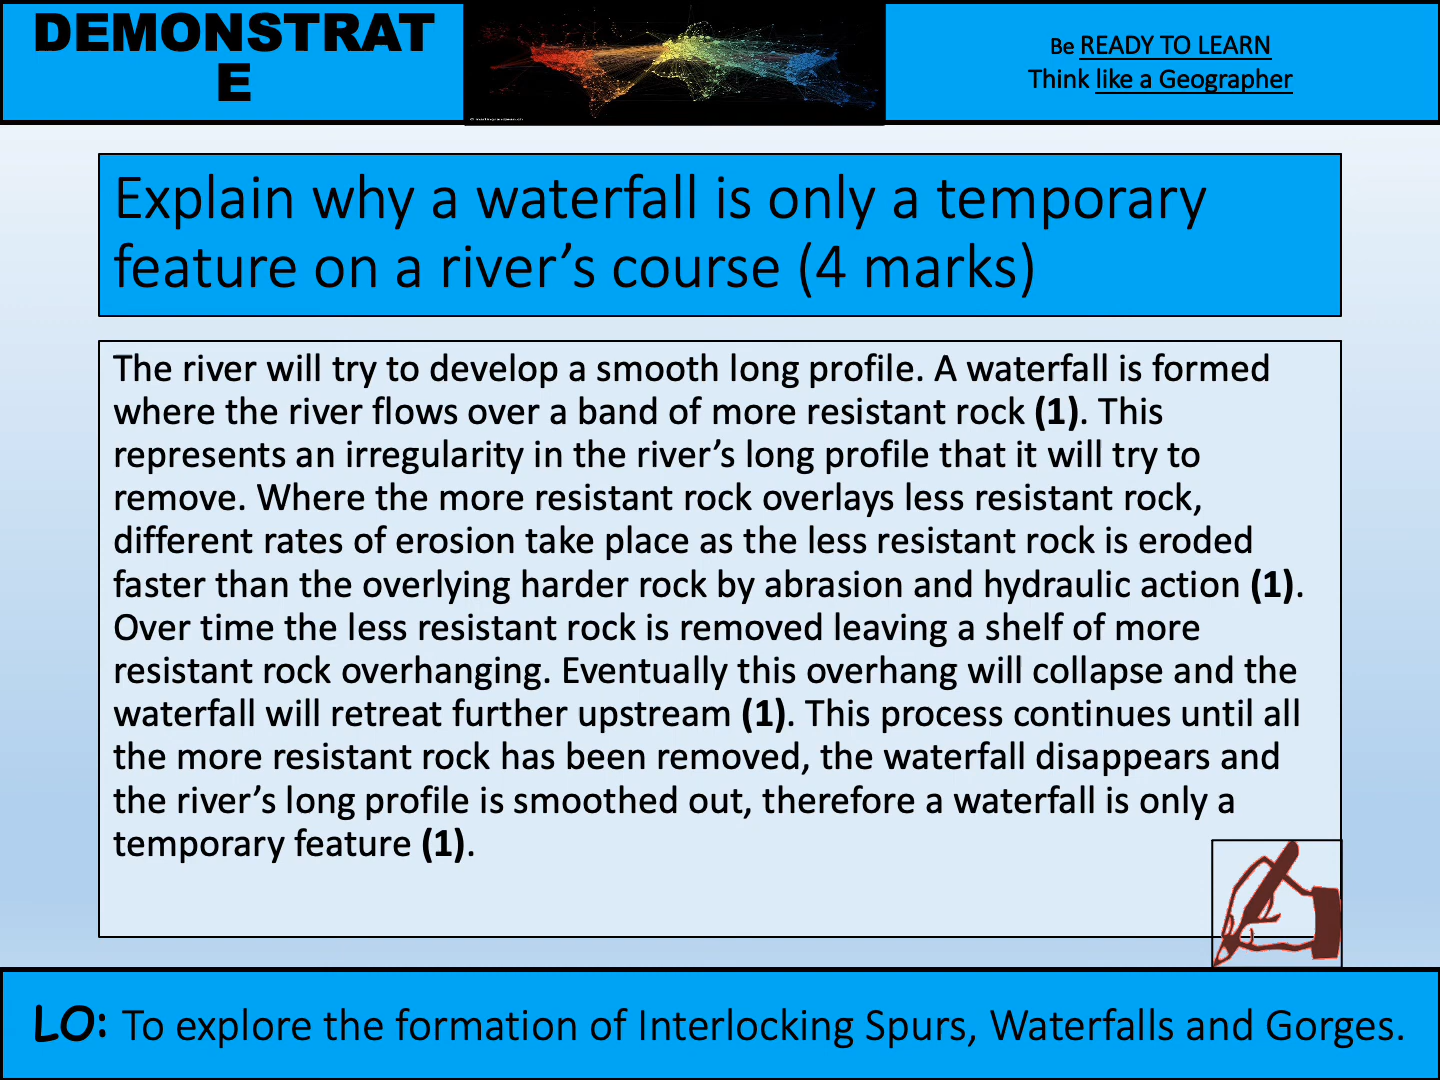 DEMONSTRAT
E
Be READY TO LEARN
Think like a Geographer
Explain why a waterfall is only a temporary
feature on a river’s course (4 marks)
The river will try to develop a smooth long profile. A waterfall is formed
where the river flows over a band of more resistant rock (1). This
represents an irregularity in the river’s long profile that it will try to
remove. Where the more resistant rock overlays less resistant rock,
different rates of erosion take place as the less resistant rock is eroded
faster than the overlying harder rock by abrasion and hydraulic action (1).
Over time the less resistant rock is removed leaving a shelf of more
resistant rock overhanging. Eventually this overhang will collapse and the
waterfall will retreat further upstream (1). This process continues until all
the more resistant rock has been removed, the waterfall disappears and
the river’s long profile is smoothed out, therefore a waterfall is only a
temporary feature (1).
LO: To explore the formation of Interlocking Spurs, Waterfalls and Gorges.